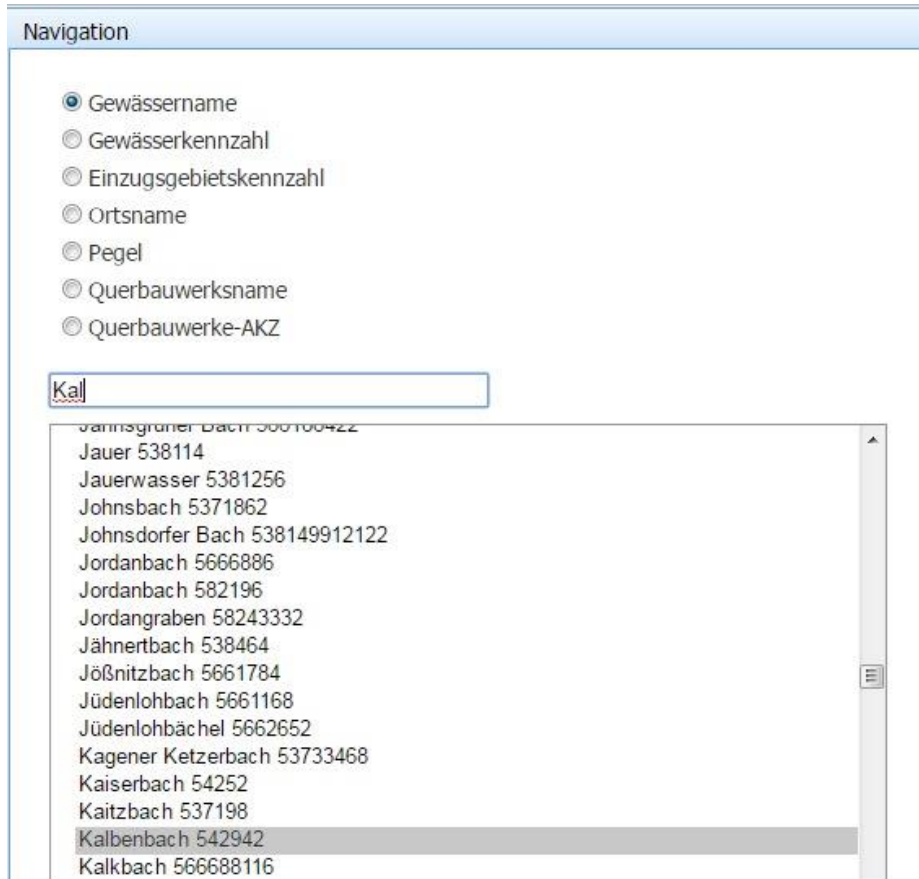 Navigation
Gewässername
Gewässerkennzahl
Einzugsgebietskennzahl
Ortsname
Pegel
Querbauwerksname
Querbauwerke-AKZ
Kal
Jauer 538114
Jauerwasser 5381256
Johnsbach 5371862
Johnsdorfer Bach 538149912122
Jordanbach 5666886
Jordanbach 582196
Jordangraben 58243332
Jähnertbach 538464
Jößnitzbach 5661784
Jüdenlohbach 5661168
Jüdenlohbächel 5662652
Kagener Ketzerbach 53733468
Kaiserbach 54252
Kaitzbach 537198
Kalbenbach 542942
Kalkbach 566688116